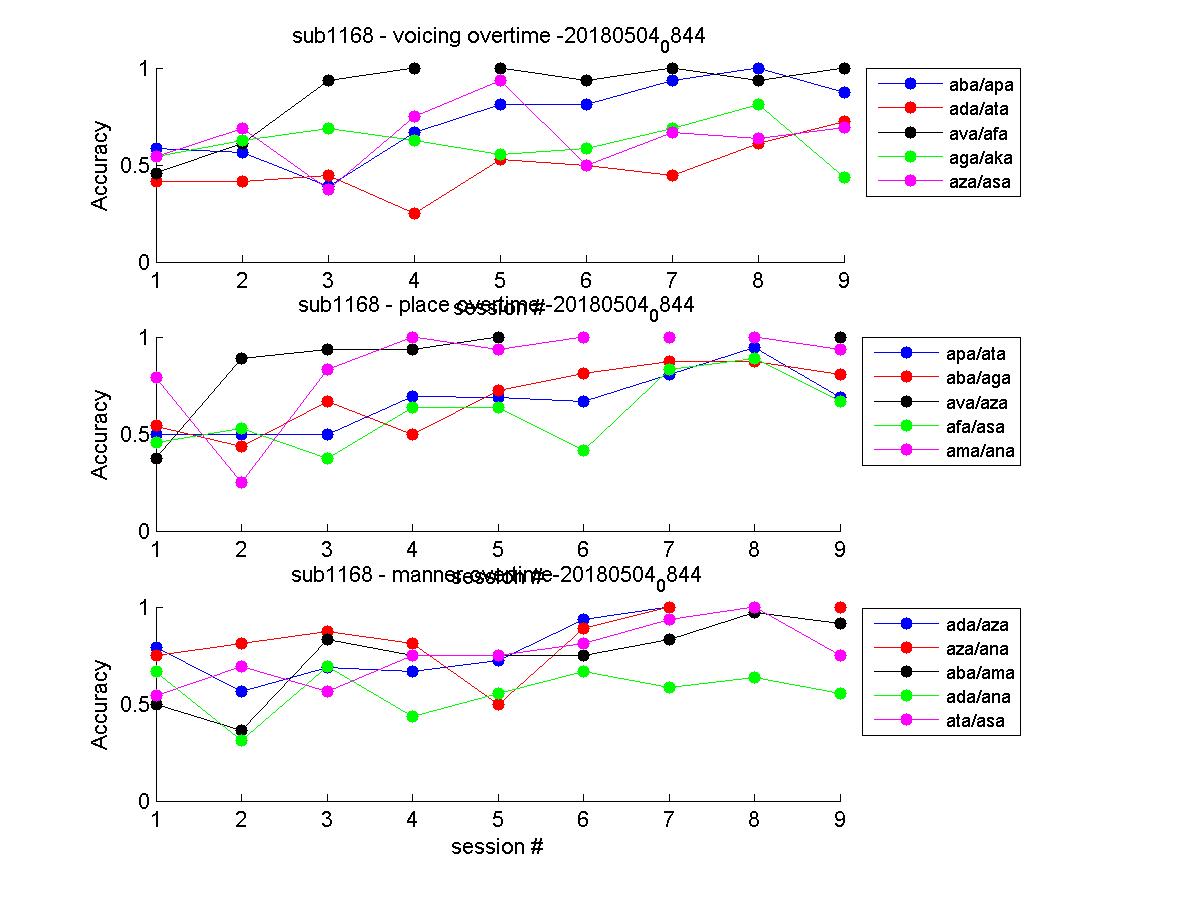 sub1168 - voicing overtime -20180504₀844
1
0.5
0
Accuracy
1 2 3 4 5 6 7 8 9
session #
aba/apa
ada/ata
ava/afa
aga/aka
aza/asa
sub1168 - place overtime -20180504₀844
1
0.5
0
Accuracy
1 2 3 4 5 6 7 8 9
session #
apa/ata
aba/aga
ava/aza
afa/asa
ama/ana
sub1168 - manner overtime -20180504₀844
1
0.5
0
Accuracy
1 2 3 4 5 6 7 8 9
session #
ada/aza
aza/ana
aba/ama
ada/ana
ata/asa